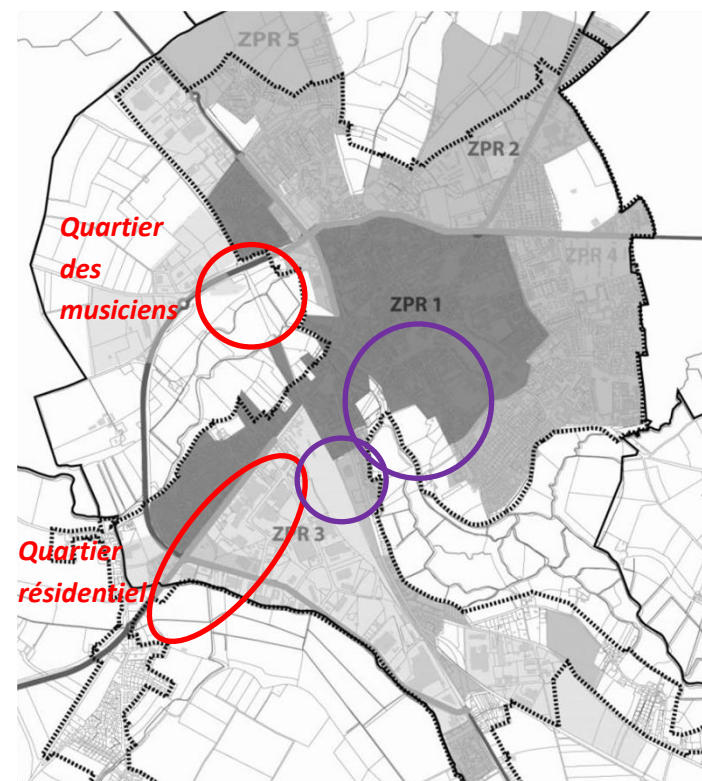 ZPR 5
ZPR 2
Quartier
des
musiciens
ZPR 4
ZPR 1
ZPR 3
Quartier
résidentiel